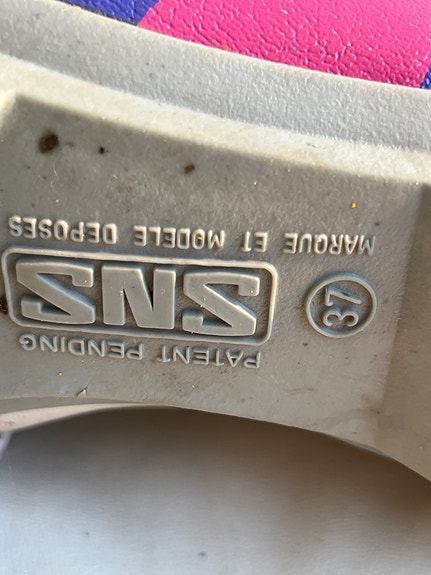 PATENT PENDING
37 SNS
MARQUE ET MODELE DEPOSES